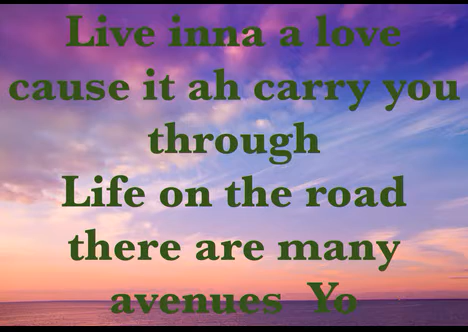 Live inna a love
cause it ah carry you
through
Life on the road
there are many
avenues  Yo